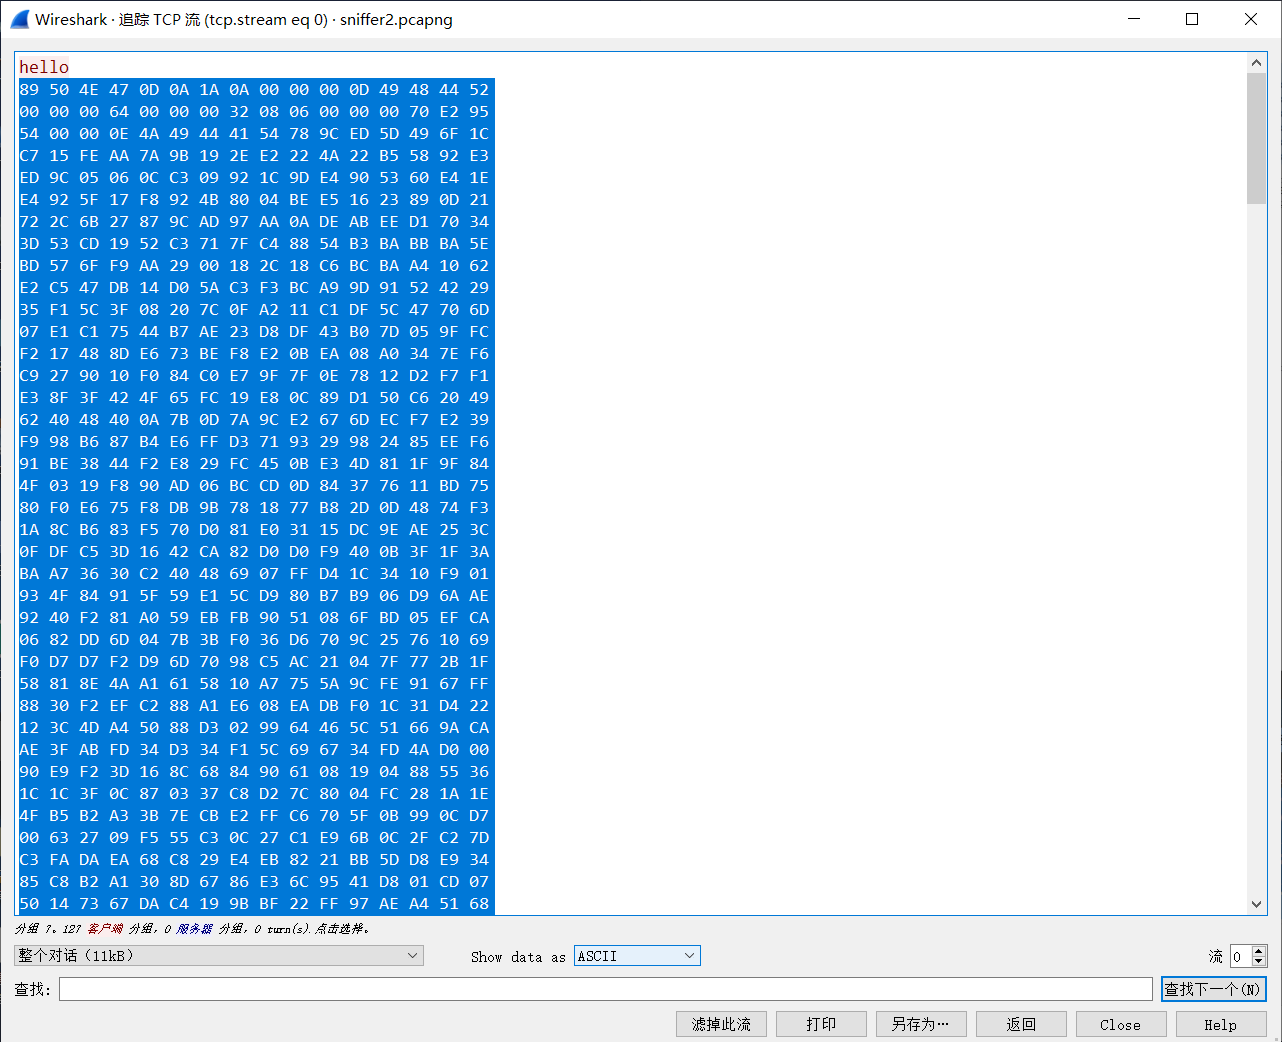 Wireshark · 追踪 TCP 流 (tcp.stream eq 0) · sniffer2.pcapng
hello
89 50 4E 47 0D 0A 1A 0A 00 00 00 0D 49 48 44 52
00 00 00 64 00 00 00 32 08 06 00 00 00 70 E2 95
54 00 00 0E 4A 49 44 41 54 78 9C ED 5D 49 6F 1C
C7 15 FE AA 7A 9B 19 2E E2 22 4A 22 B5 58 92 E3
ED 9C 05 06 0C C3 09 92 1C 9D E4 90 53 60 E4 1E
E4 92 5F 17 F8 92 4B 80 04 BE E5 16 23 89 0D 21
72 2C 6B 27 87 9C AD 97 AA 0A DE AB EE D1 70 34
3D 53 CD 19 52 C3 71 7F C4 88 54 B3 BA BB BA 5E
BD 57 6F F9 AA 29 00 18 2C 18 C6 BC BA A4 10 62
E2 C5 47 DB 14 D0 5A C3 F3 BC A9 9D 91 52 42 29
35 F1 5C 3F 08 20 7C 0F A2 11 C1 DF 5C 47 70 6D
07 E1 C1 75 44 B7 AE 23 D8 DF 43 B0 7D 05 9F FC
F2 17 48 8D E6 73 BE F8 E2 0B EA 08 A0 34 7E F6
C9 27 90 10 F0 84 C0 E7 9F 7F 0E 78 12 D2 F7 F1
E3 8F 3F 42 4F 65 FC 19 E8 0C 89 D1 50 C6 20 49
62 40 48 40 0A 7B 0D 7A 9C E2 67 6D EC F7 E2 39
F9 98 B6 87 B4 E6 FF D3 71 93 29 98 24 85 EE F6
91 BE 38 44 F2 E8 29 FC 45 0B E3 4D 81 1F 9F 84
4F 03 19 F8 90 AD 06 BC CD 0D 84 37 76 11 BD 75
80 F0 E6 75 F8 DB 9B 78 18 77 B8 2D 0D 48 74 F3
1A 8C B6 83 F5 70 D0 81 E0 31 15 DC 9E AE 25 3C
0F DF C5 3D 16 42 CA 82 D0 D0 F9 40 0B 3F 1F 3A
BA A7 36 30 C2 40 48 69 07 FF D4 1C 34 10 F9 01
93 4F 84 91 5F 59 E1 5C D9 80 B7 B9 06 D9 6A AE
92 40 F2 81 A0 59 EB FB 90 51 08 6F BD 05 EF CA
06 82 DD 6D 04 7B 3B F0 36 D6 70 9C 25 76 10 69
F0 D7 D7 F2 D9 6D 70 98 C5 AC 21 04 7F 77 2B 1F
58 81 8E 4A A1 61 58 10 A7 75 5A 9C FE 91 67 FF
88 30 F2 EF C2 88 A1 E6 08 EA DB F0 1C 31 D4 22
12 3C 4D A4 50 88 D3 02 99 64 46 5C 51 66 9A CA
AE 3F AB FD 34 D3 34 F1 5C 69 67 34 FD 4A D0 00
90 E9 F2 3D 16 8C 68 84 90 61 08 19 04 88 55 36
1C 1C 3F 0C 87 03 37 C8 D2 7C 80 04 FC 28 1A 1E
4F B5 B2 A3 3B 7E CB E2 FF C6 70 5F 0B 99 0C D7
00 63 27 09 F5 55 C3 0C 27 C1 E9 6B 0C 2F C2 7D
C3 FA DA EA 68 C8 29 E4 EB 82 21 BB 5D D8 E9 34
85 C8 B2 A1 30 8D 67 86 E3 6C 95 41 D8 01 CD 07
50 14 73 67 DA C4 19 9B BF 22 FF 97 AE A4 51 68
分组 7。127 客户端 分组，0 服务器 分组，0 turn(s).点击选择。
整个对话（11kB）
Show data as ASCII
流 0
查找：
查找下一个(N)
滤掉此流 打印 另存为… 返回 Close Help